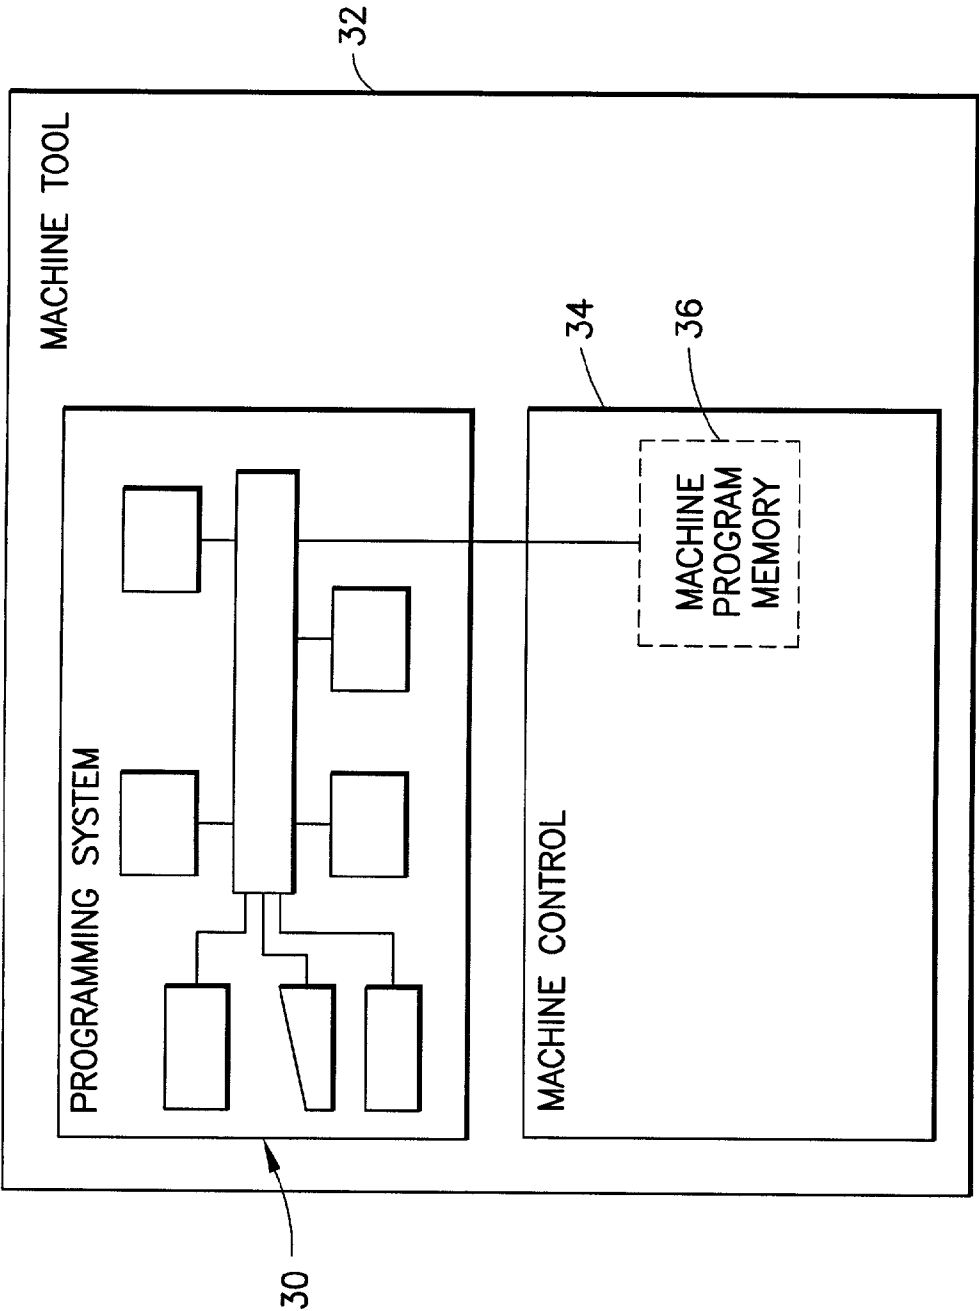 32
MACHINE TOOL
PROGRAMMING SYSTEM
30
MACHINE CONTROL
34
36
MACHINE
PROGRAM
MEMORY